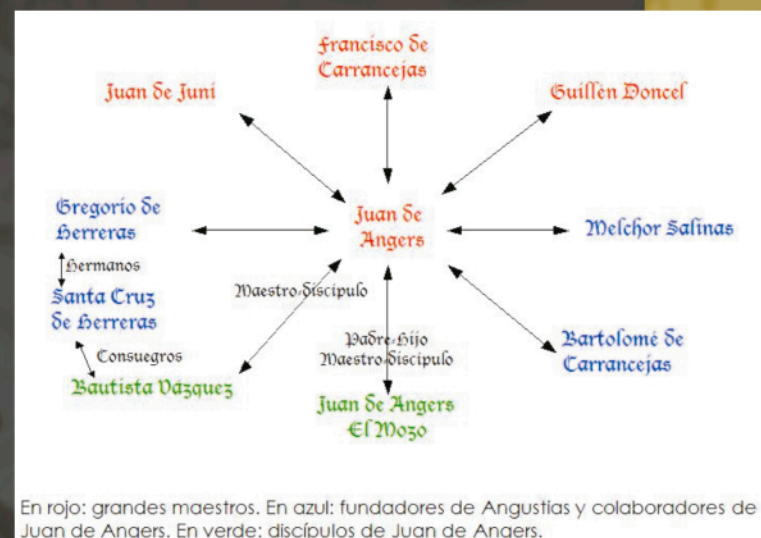 Francisco de
Carrancejas
Juan de Juni
Guillén Doncel
Gregorio de
Herreras
Juan de
Angers
Melchor Salinas
Hermanos
Santa Cruz
de Herreras
Maestro-discípulo
Consuegros
Padre-Hijo
Maestro-discípulo
Bartolomé de
Carrancejas
Bautista Vázquez
Juan de Angers
El Mozo
En rojo: grandes maestros. En azul: fundadores de Angustias y colaboradores de
Juan de Angers. En verde: discípulos de Juan de Angers.